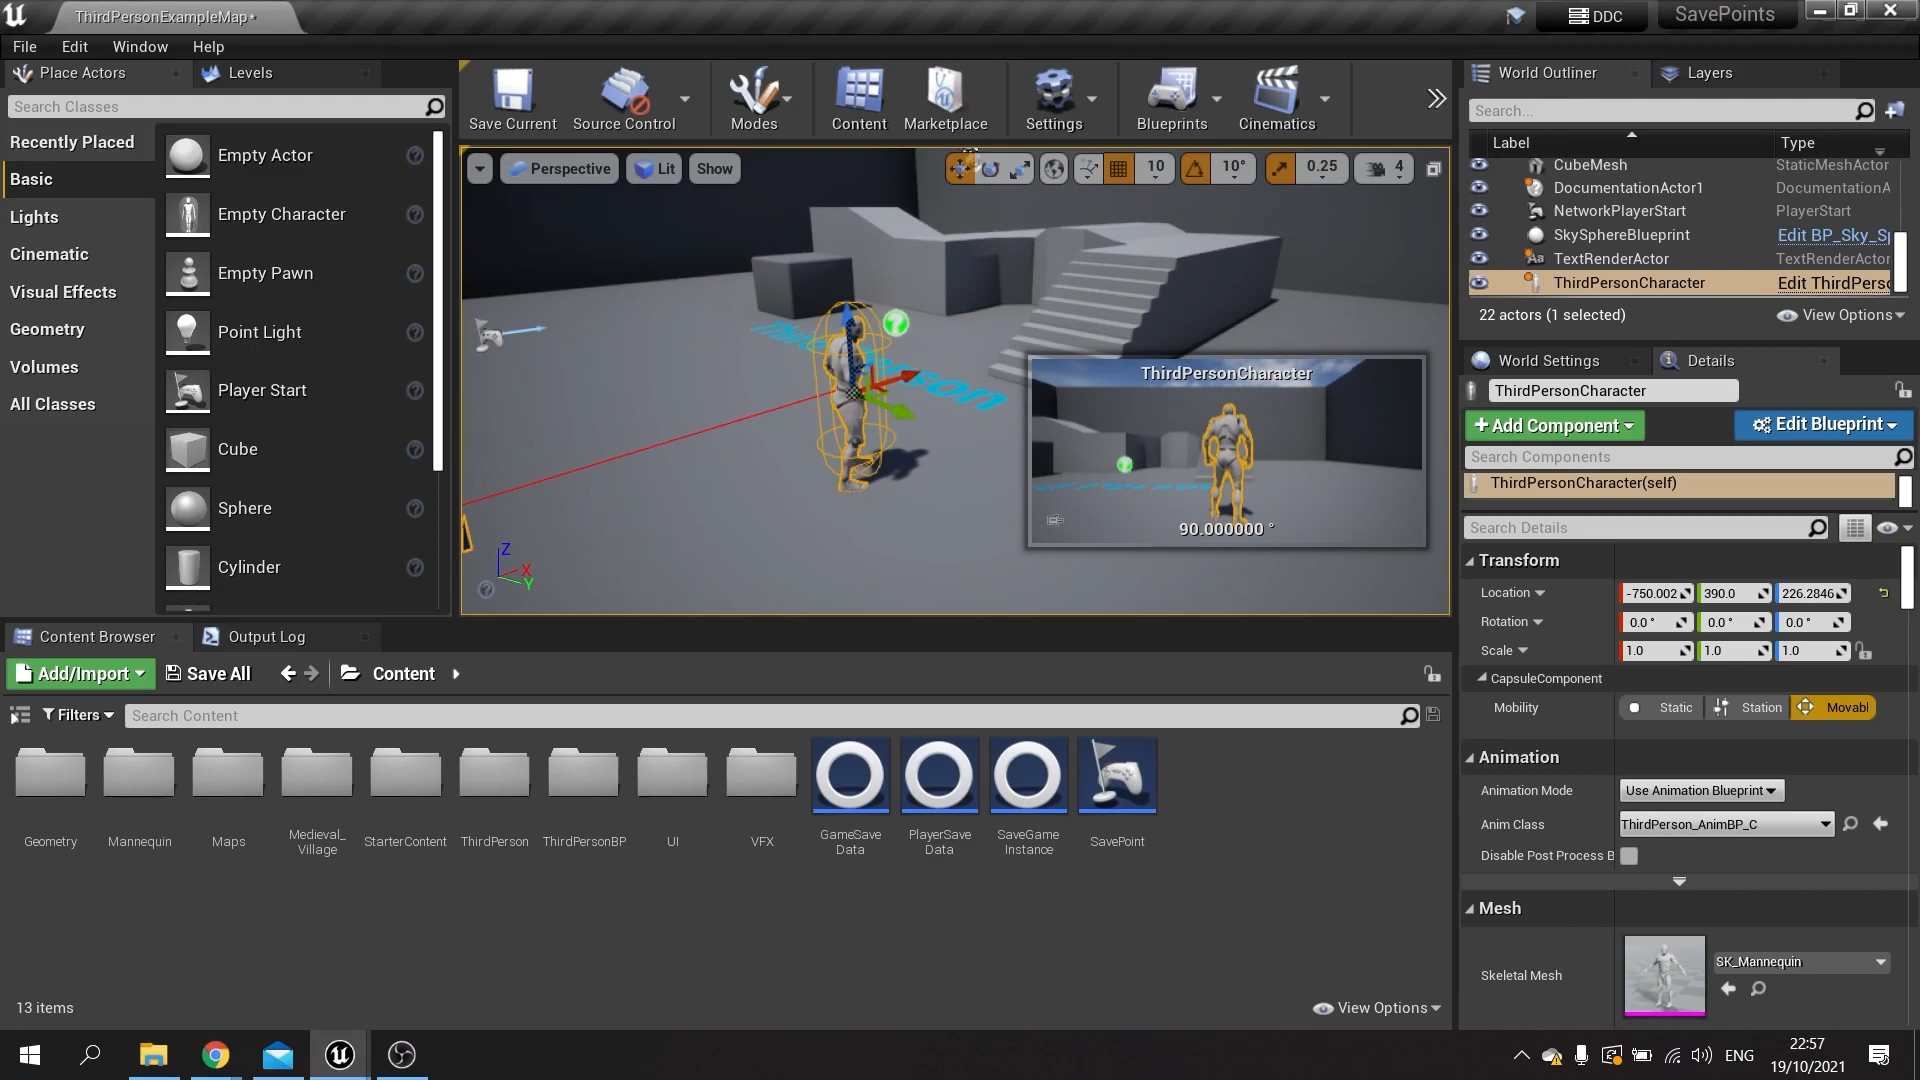 ThirdPersonExampleMap*
DDC
SavePoints
File Edit Window Help
Place Actors
Levels
Search Classes
Recently Placed
Basic
Lights
Cinematic
Visual Effects
Geometry
Volumes
All Classes
Empty Actor
Empty Character
Empty Pawn
Point Light
Player Start
Cube
Sphere
Cylinder
Save Current
Source Control
Modes
Content
Marketplace
Settings
Blueprints
Cinematics
Perspective
Lit
Show
10
10°
0.25
4
ThirdPersonCharacter
90.000000 °
Z
X
Y
World Outliner
Layers
Search...
Label Type
CubeMesh StaticMeshActor
DocumentationActor1 DocumentationA
NetworkPlayerStart PlayerStart
SkySphereBlueprint Edit BP_Sky_Sp
TextRenderActor TextRenderActor
ThirdPersonCharacter Edit ThirdPerso
22 actors (1 selected)
View Options
World Settings
Details
ThirdPersonCharacter
+ Add Component
Edit Blueprint
Search Components
ThirdPersonCharacter(self)
Search Details
Transform
Location -750.002 390.0 226.2846
Rotation 0.0 ° 0.0 ° 0.0 °
Scale 1.0 1.0 1.0
CapsuleComponent
Mobility Static Station Movabl
Animation
Animation Mode Use Animation Blueprint
Anim Class ThirdPerson_AnimBP_C
Disable Post Process B
Mesh
Skeletal Mesh
SK_Mannequin
Content Browser
Output Log
Add/Import
Save All
Content
Filters
Search Content
Geometry
Mannequin
Maps
Medieval_
Village
StarterContent
ThirdPerson
ThirdPersonBP
UI
VFX
GameSave
Data
PlayerSave
Data
SaveGame
Instance
SavePoint
13 items
View Options
ENG
22:57
19/10/2021